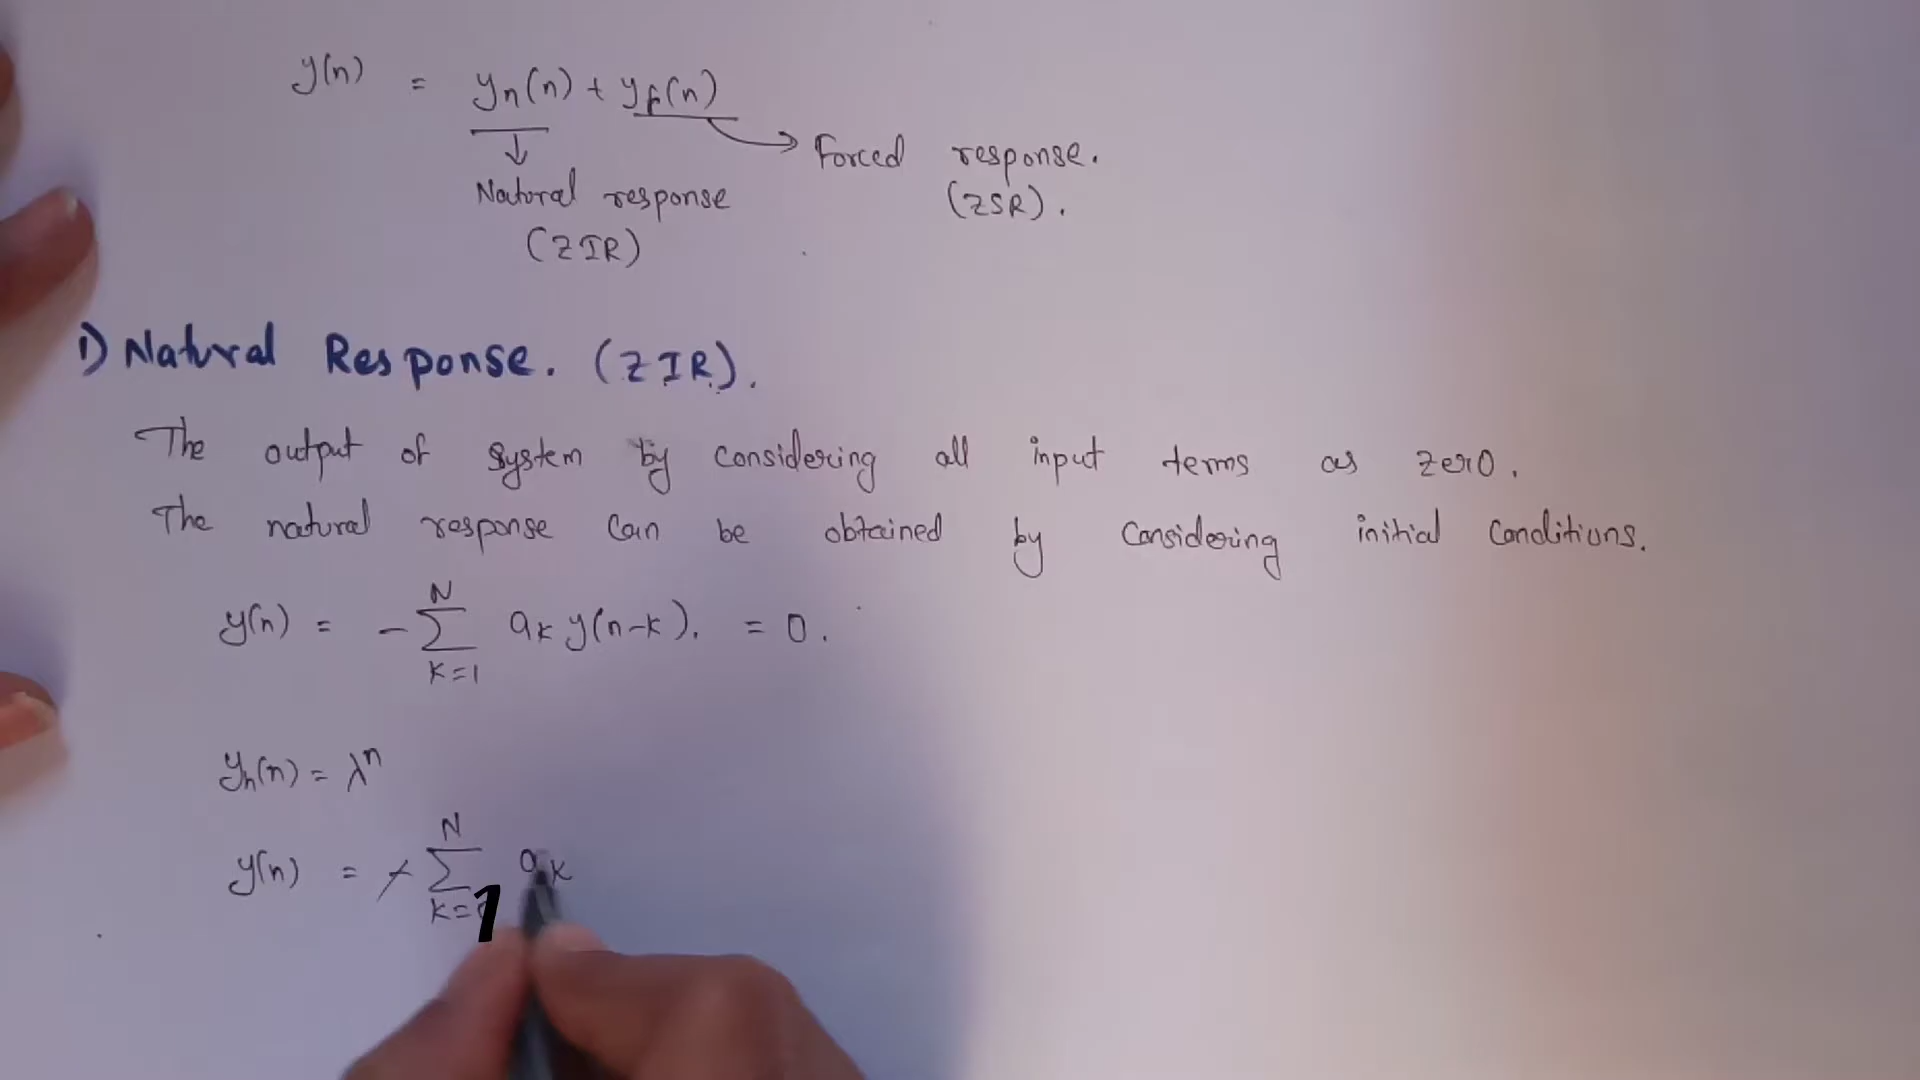 y(n) = yn(n) + yf(n)
Forced response.
Natural response
(ZSR).
(ZIR)
1) Natural Response. (ZIR).
The output of system by considering all input terms as zero.
The natural response can be obtained by considering initial conditions.
N
y(n) = -∑ ak y(n-k). = 0.
k=1
yh(n) = λⁿ
N
y(n) = -∑ ak
k=1